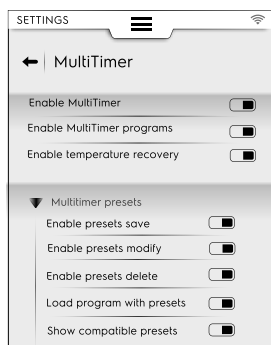 SETTINGS
MultiTimer
Enable MultiTimer
Enable MultiTimer programs
Enable temperature recovery
Multitimer presets
Enable presets save
Enable presets modify
Enable presets delete
Load program with presets
Show compatible presets